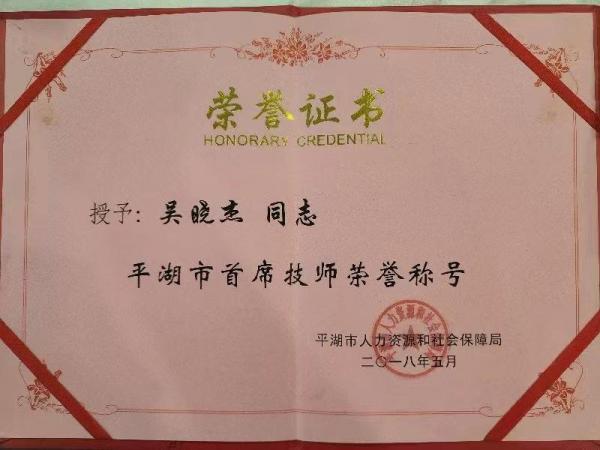 荣誉证书
HONORARY CREDENTIAL
授予：吴晓杰 同志
平湖市首席技师荣誉称号
平湖市人力资源和社会保障局
二〇一八年五月